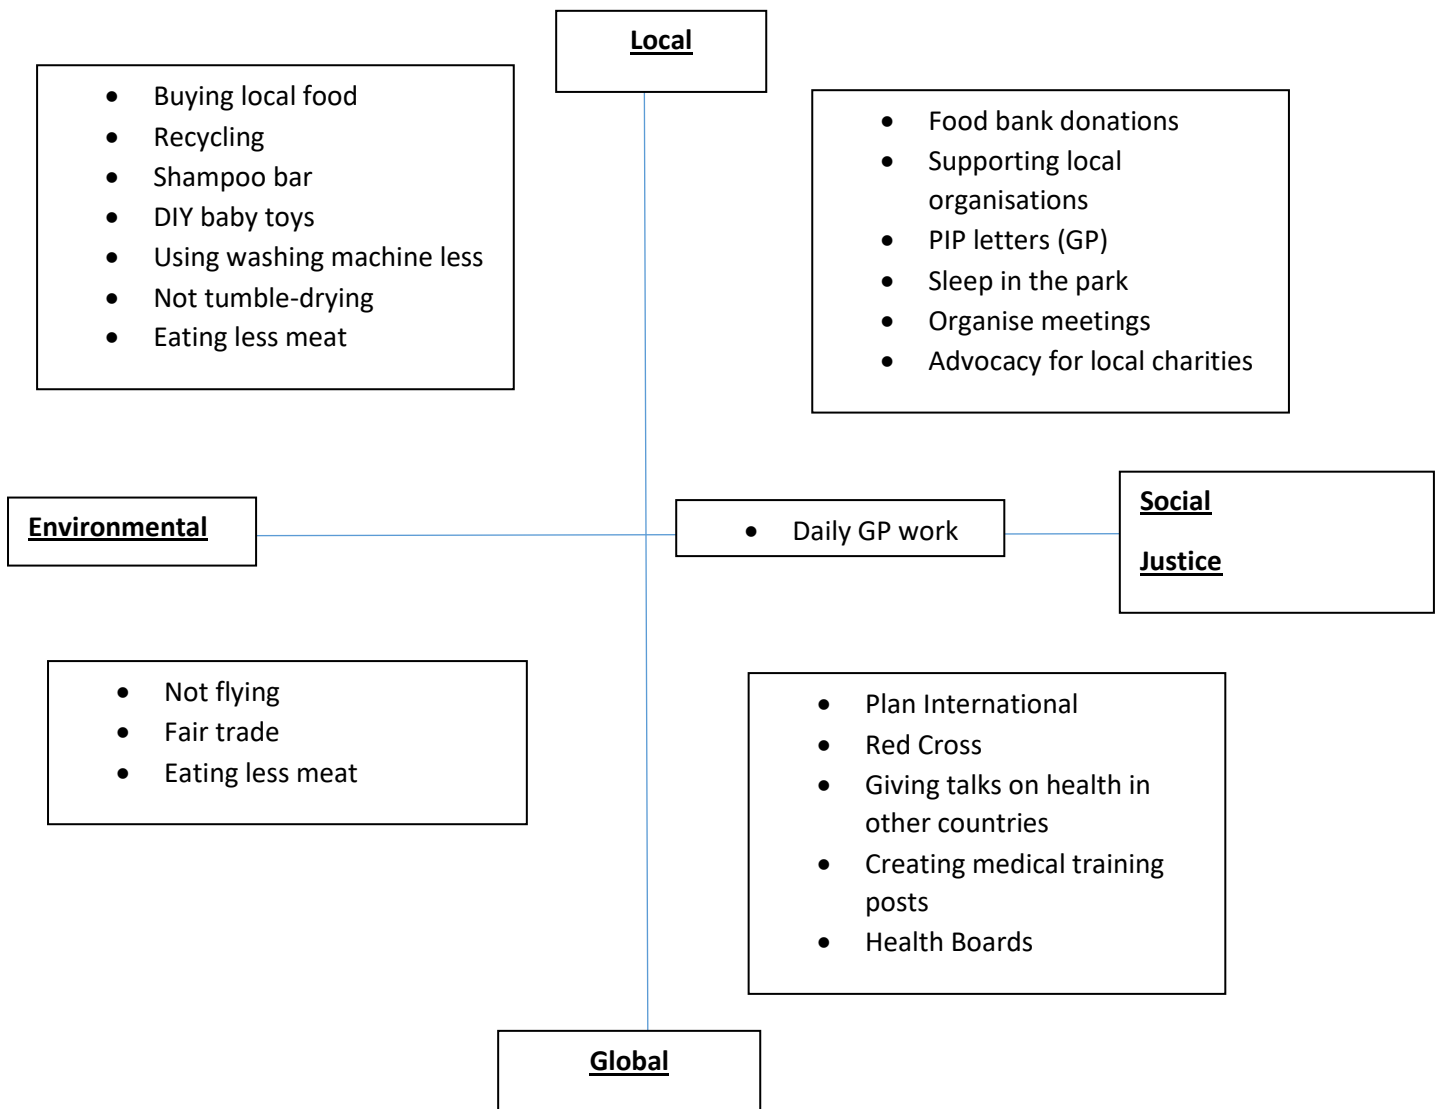 Local
• Buying local food
• Recycling
• Shampoo bar
• DIY baby toys
• Using washing machine less
• Not tumble-drying
• Eating less meat
• Food bank donations
• Supporting local
organisations
• PIP letters (GP)
• Sleep in the park
• Organise meetings
• Advocacy for local charities
Environmental
• Daily GP work
Social
Justice
• Not flying
• Fair trade
• Eating less meat
• Plan International
• Red Cross
• Giving talks on health in
other countries
• Creating medical training
posts
• Health Boards
Global